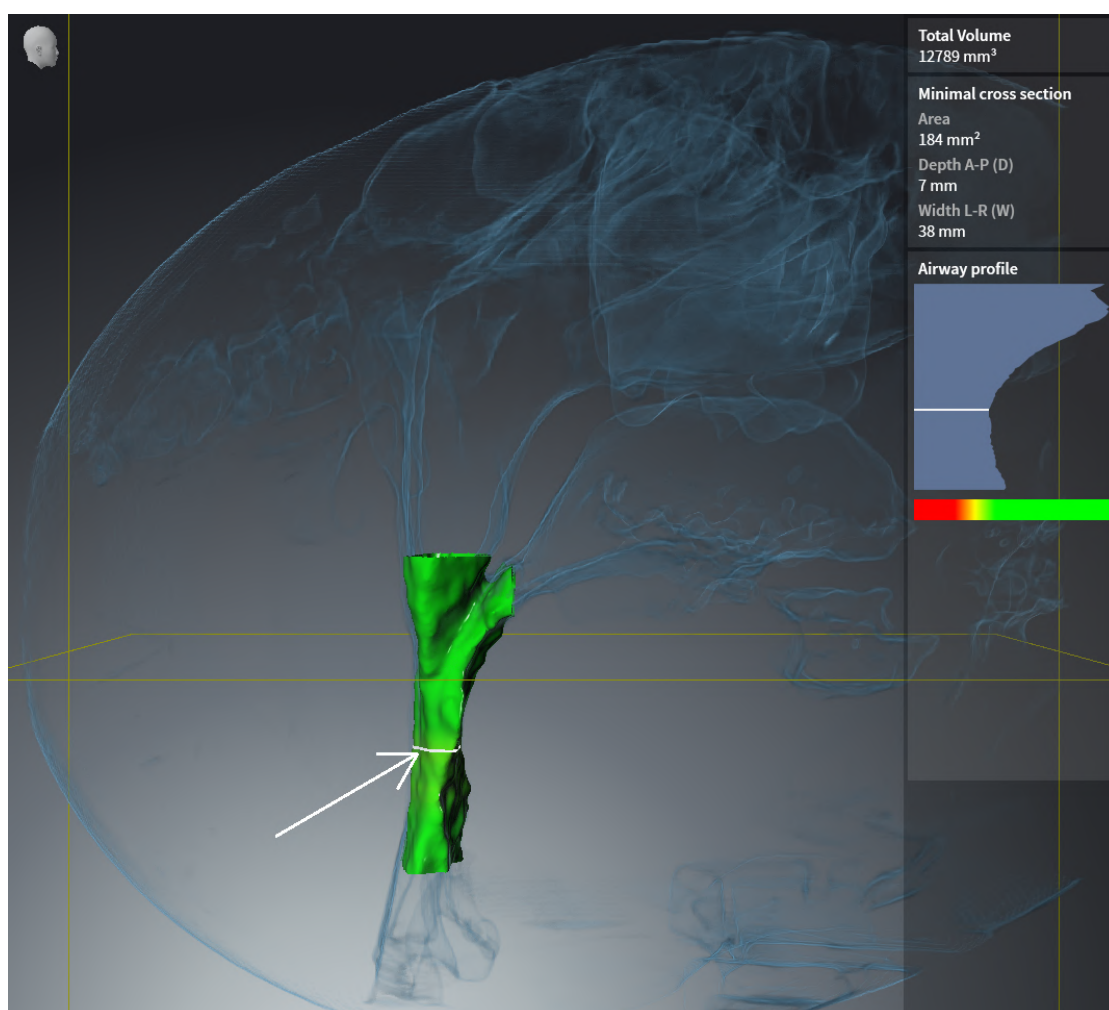 Total Volume
12789 mm³
Minimal cross section
Area
184 mm²
Depth A-P (D)
7 mm
Width L-R (W)
38 mm
Airway profile